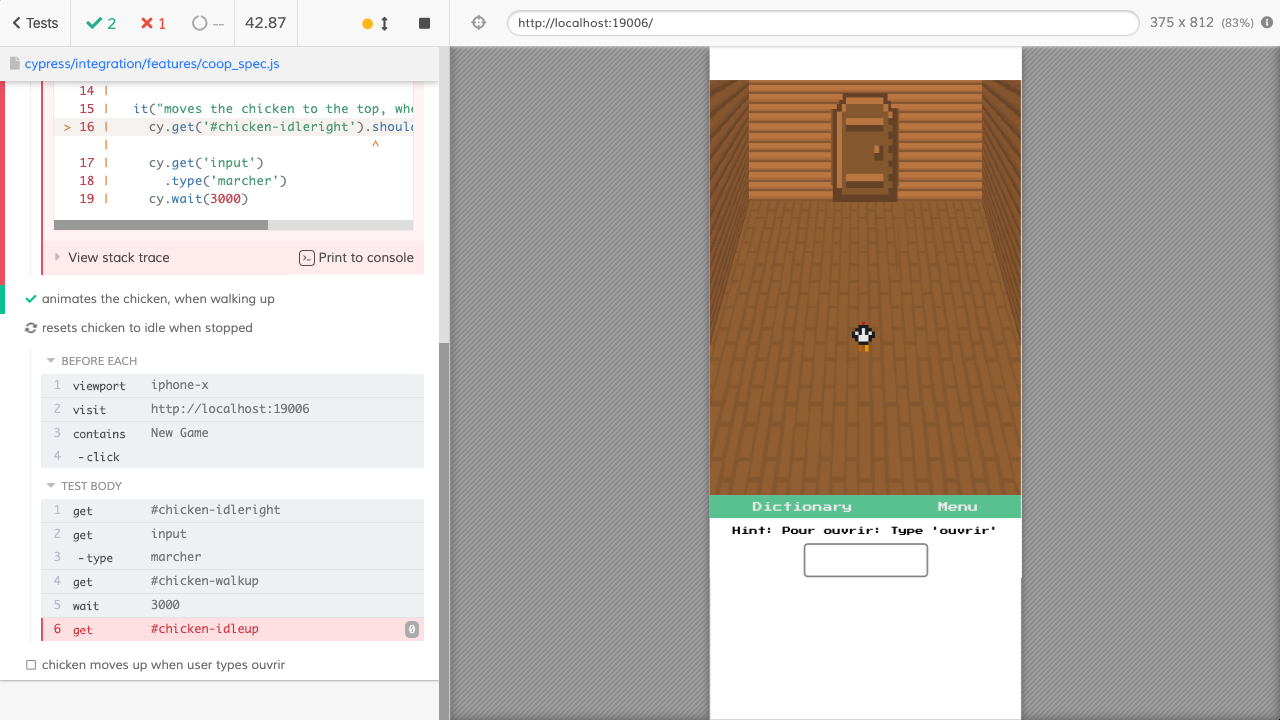 Tests
2
1
--
42.87
http://localhost:19006/
375 x 812 (83%)
cypress/integration/features/coop_spec.js
14 |
15 | it("moves the chicken to the top, whe
> 16 | cy.get('#chicken-idleright').shoul
| ^
17 | cy.get('input')
18 | .type('marcher')
19 | cy.wait(3000)
View stack trace
Print to console
animates the chicken, when walking up
resets chicken to idle when stopped
BEFORE EACH
1 viewport iphone-x
2 visit http://localhost:19006
3 contains New Game
4 -click
TEST BODY
1 get #chicken-idleright
2 get input
3 -type marcher
4 get #chicken-walkup
5 wait 3000
6 get #chicken-idleup 0
chicken moves up when user types ouvrir
Dictionary Menu
Hint: Pour ouvrir: Type 'ouvrir'